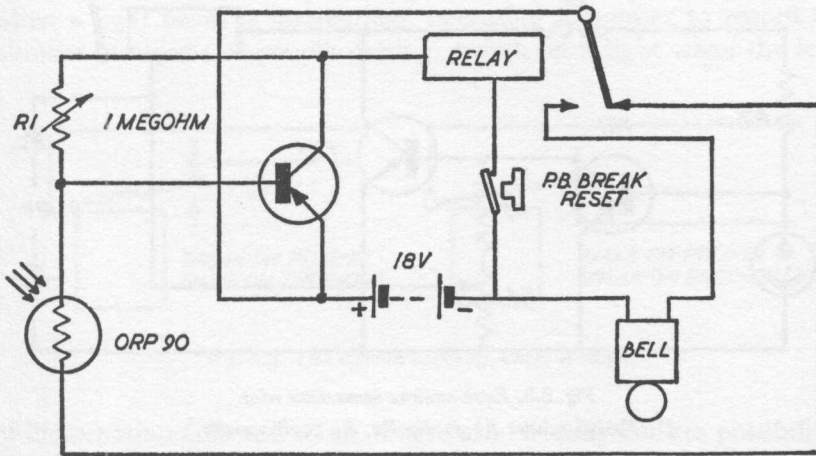 RELAY
R1
1 MEGOHM
P.B. BREAK
RESET
18V
+
-
ORP 90
BELL